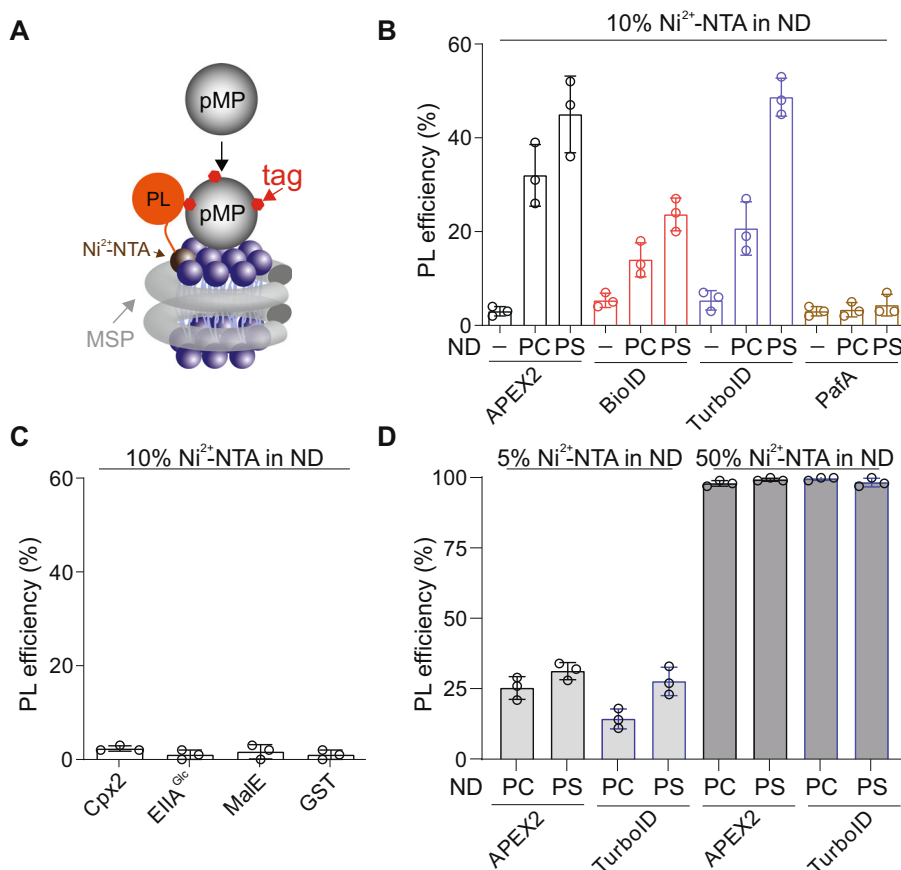 A
pMP
PL
pMP
tag
Ni²⁺-NTA
MSP
B
10% Ni²⁺-NTA in ND
PL efficiency (%)
60
40
20
0
ND – PC PS – PC PS – PC PS – PC PS
APEX2 BioID TurboID PafA
C
10% Ni²⁺-NTA in ND
PL efficiency (%)
60
40
20
0
Cpx2 EIIA^Glc MalE GST
D
5% Ni²⁺-NTA in ND 50% Ni²⁺-NTA in ND
PL efficiency (%)
100
75
50
25
0
ND PC PS PC PS PC PS PC PS
APEX2 TurboID APEX2 TurboID